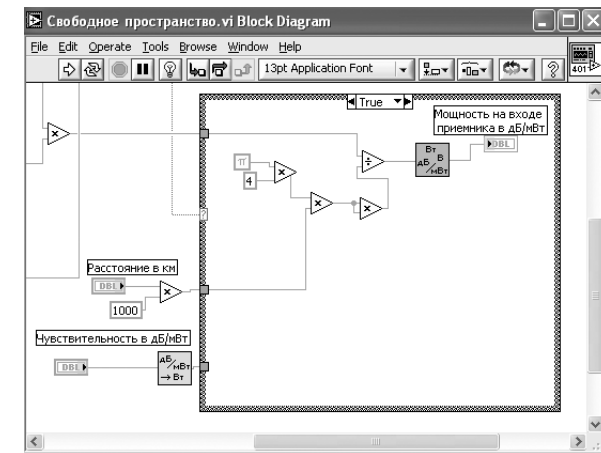 Свободное пространство.vi Block Diagram
File Edit Operate Tools Browse Window Help
13pt Application Font
401
True
Мощность на входе
приемника в дБ/мВт
DBL
Вт
дБ В
/мВт
π
4
?
Расстояние в км
DBL
1000
Чувствительность в дБ/мВт
DBL
дБ/
мВт
→ Вт